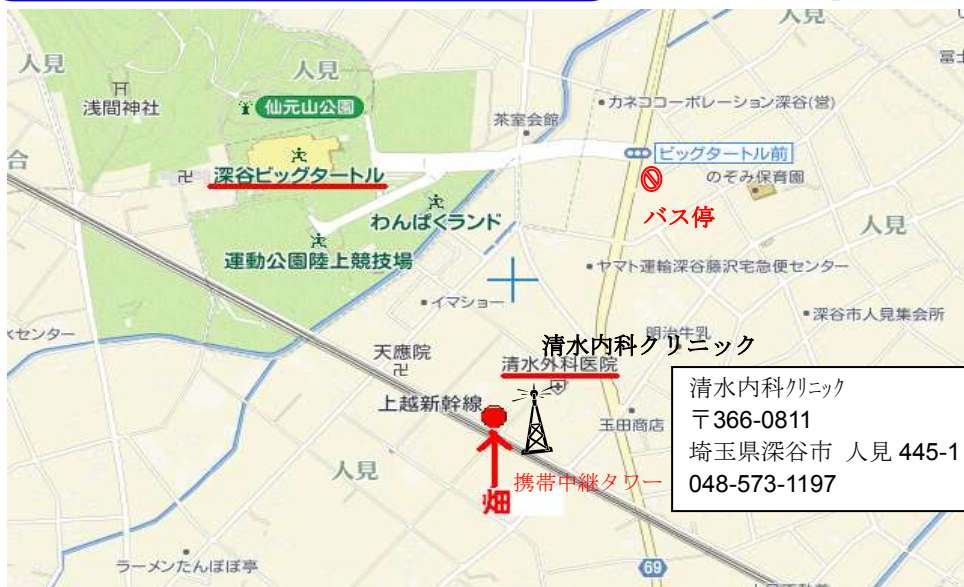 人見
人見
人見
浅間神社
仙元山公園
茶室会館
カネココーポレーション深谷(営)
ビッグタートル前
深谷ビッグタートル
のぞみ保育園
バス停
わんぱくランド
人見
運動公園陸上競技場
ヤマト運輸深谷藤沢宅急便センター
イマショー
深谷市人見集会所
センター
明治牛乳
清水内科クリニック
天應院
清水外科医院
上越新幹線
玉田商店
清水内科ｸﾘﾆｯｸ
〒366-0811
埼玉県深谷市 人見 445-1
048-573-1197
人見
携帯中継タワー
畑
ラーメンたんぽぽ亭
69